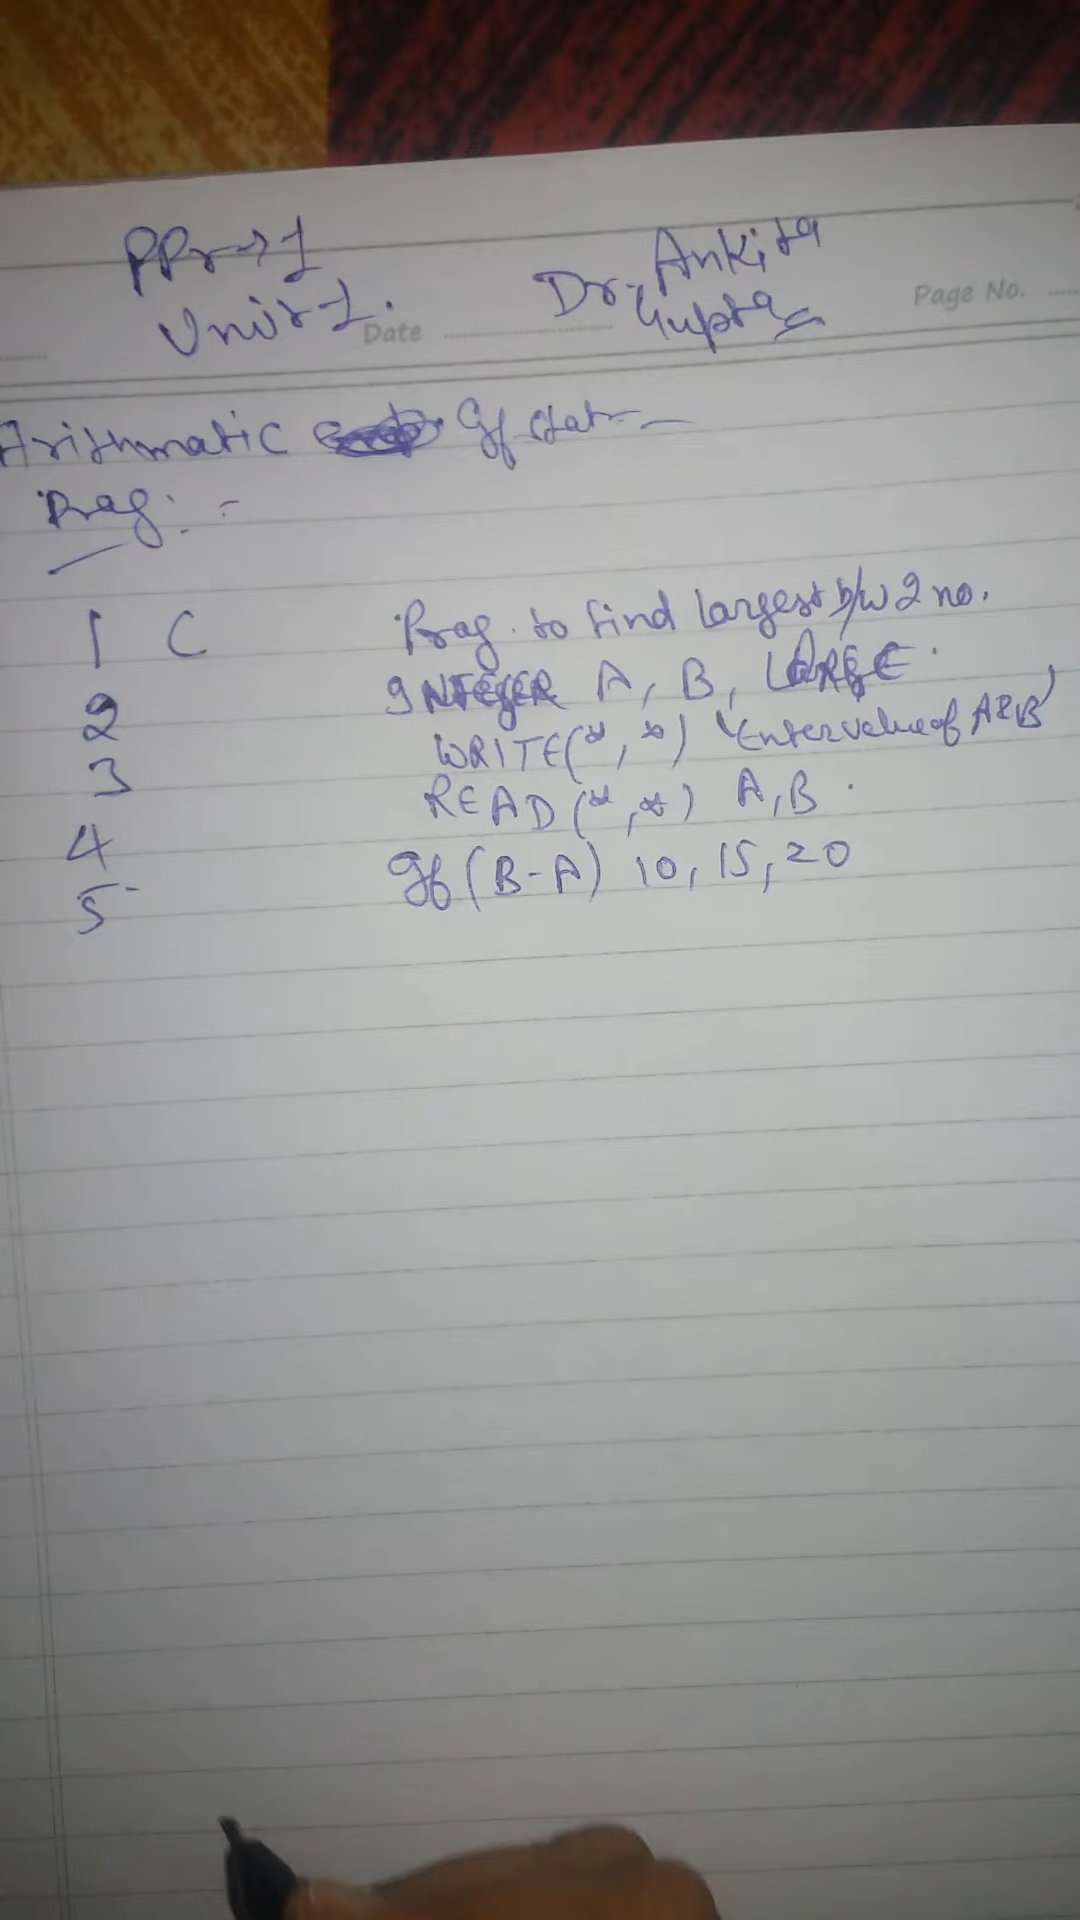 PPr→1
Unit-1.
Dr. Ankita
Gupta
Date
Page No.
Arithmatic If stat-
Prog: -
1 C Prog. to find largest b/w 2 no.
2 INTEGER A, B, LARGE.
3 WRITE(*,*) 'Enter value of A & B'
4 READ(*,*) A,B.
5 If (B-A) 10, 15, 20